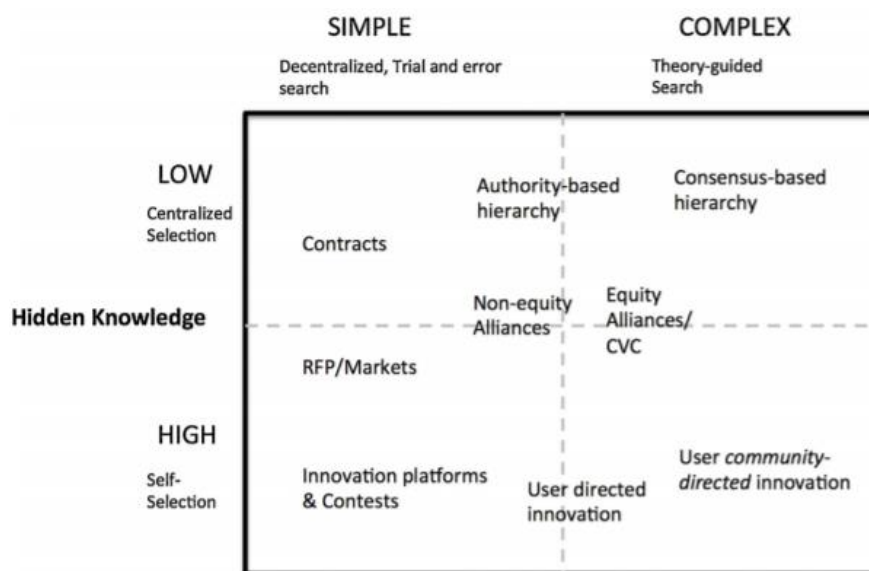 SIMPLE
COMPLEX
Decentralized, Trial and error
search
Theory-guided
Search
LOW
Centralized
Selection
Authority-based
hierarchy
Consensus-based
hierarchy
Contracts
Hidden Knowledge
Non-equity
Alliances
Equity
Alliances/
CVC
RFP/Markets
HIGH
Self-
Selection
Innovation platforms
& Contests
User directed
innovation
User community-
directed innovation